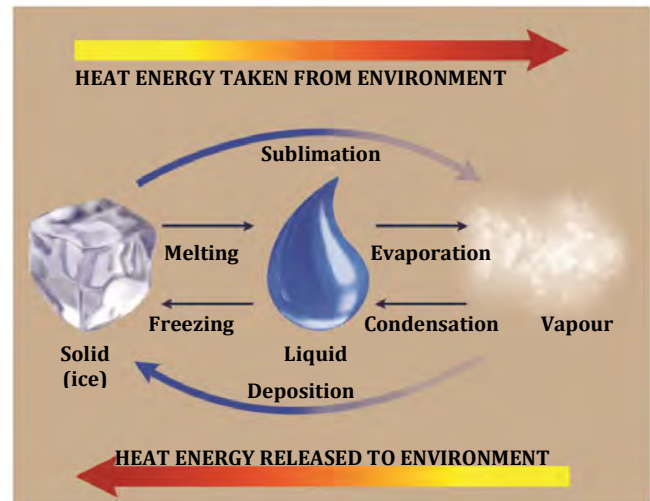 HEAT ENERGY TAKEN FROM ENVIRONMENT
Sublimation
Melting
Evaporation
Freezing
Condensation
Vapour
Solid
(ice)
Liquid
Deposition
HEAT ENERGY RELEASED TO ENVIRONMENT